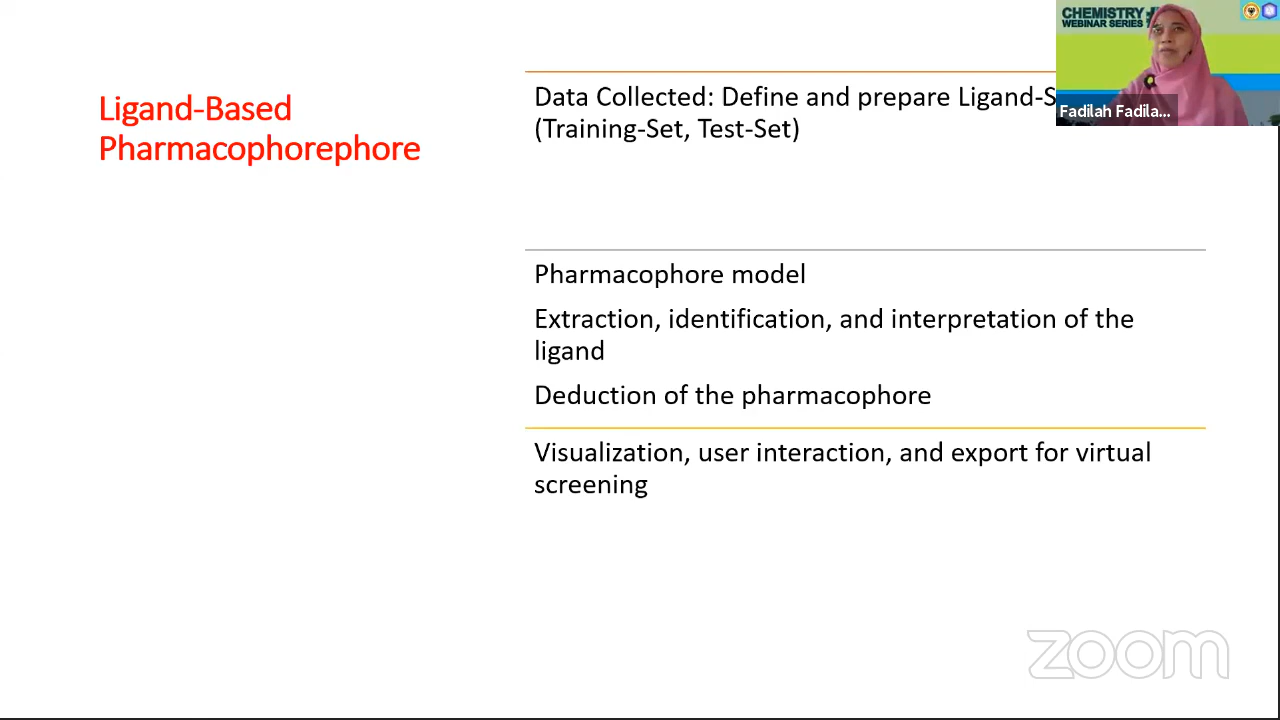 Ligand-Based
Pharmacophorephore
Data Collected: Define and prepare Ligand-S
(Training-Set, Test-Set)
Pharmacophore model
Extraction, identification, and interpretation of the
ligand
Deduction of the pharmacophore
Visualization, user interaction, and export for virtual
screening
CHEMISTRY
WEBINAR SERIES
Fadilah Fadila...
zoom